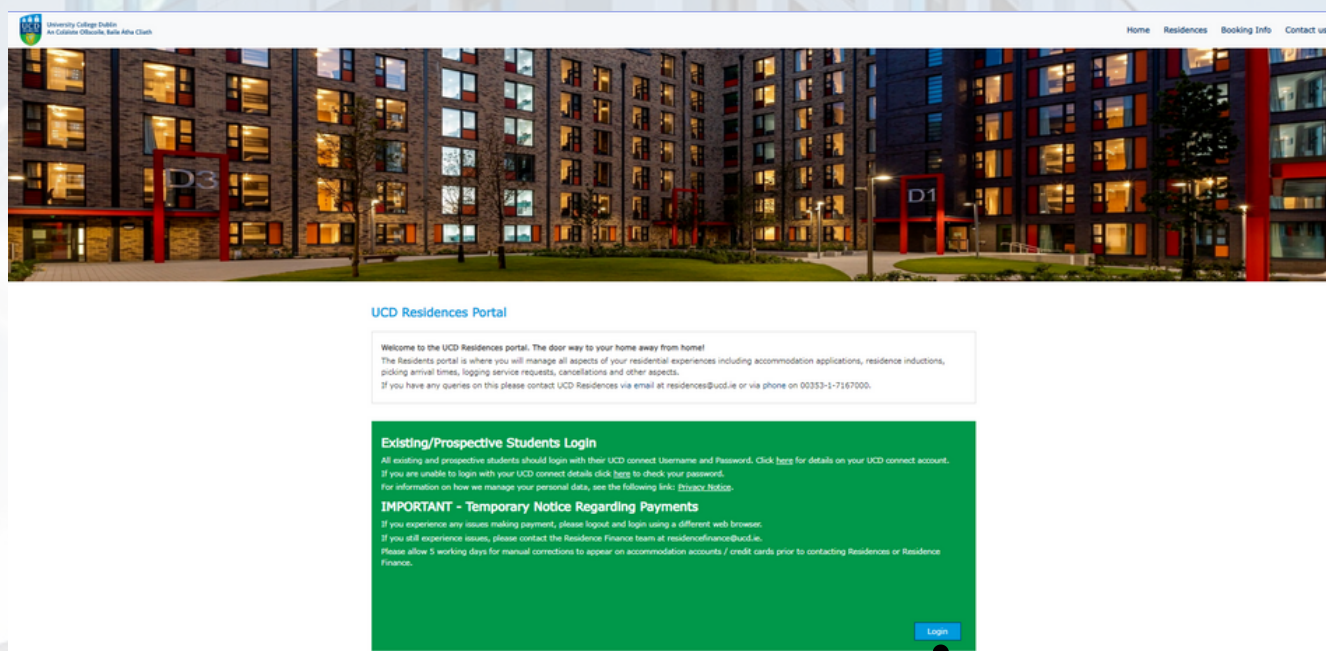 UCD
DUBLIN
University College Dublin
An Coláiste Ollscoile, Baile Átha Cliath
Home Residences Booking Info Contact us
D3
D1
UCD Residences Portal
Welcome to the UCD Residences portal. The door way to your home away from home!
The Residents portal is where you will manage all aspects of your residential experiences including accommodation applications, residence inductions,
picking arrival times, logging service requests, cancellations and other aspects.
If you have any queries on this please contact UCD Residences via email at residences@ucd.ie or via phone on 00353-1-7167000.
Existing/Prospective Students Login
All existing and prospective students should login with their UCD connect Username and Password. Click here for details on your UCD connect account.
If you are unable to login with your UCD connect details click here to check your password.
For information on how we manage your personal data, see the following link: Privacy Notice.
IMPORTANT - Temporary Notice Regarding Payments
If you experience any issues making payment, please logout and login using a different web browser.
If you still experience issues, please contact the Residence Finance team at residencefinance@ucd.ie.
Please allow 5 working days for manual corrections to appear on accommodation accounts / credit cards prior to contacting Residences or Residence
Finance.
Login